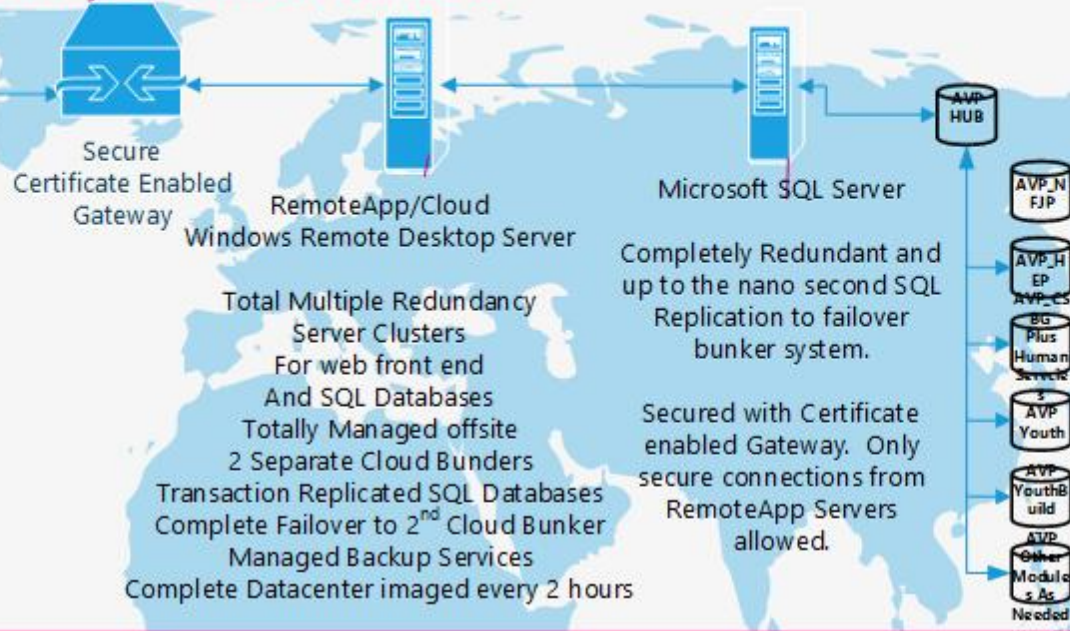 Secure
Certificate Enabled
Gateway
RemoteApp/Cloud
Windows Remote Desktop Server
Total Multiple Redundancy
Server Clusters
For web front end
And SQL Databases
Totally Managed offsite
2 Separate Cloud Bunders
Transaction Replicated SQL Databases
Complete Failover to 2nd Cloud Bunker
Managed Backup Services
Complete Datacenter imaged every 2 hours
Microsoft SQL Server
Completely Redundant and
up to the nano second SQL
Replication to failover
bunker system.
Secured with Certificate
enabled Gateway. Only
secure connections from
RemoteApp Servers
allowed.
AVP
HUB
AVP_N
FJP
AVP_H
EP
AVP_CS
BG
Plus
Human
Servcie
s
AVP
Youth
AVP
YouthB
uild
AVP
Other
Module
s As
Needed